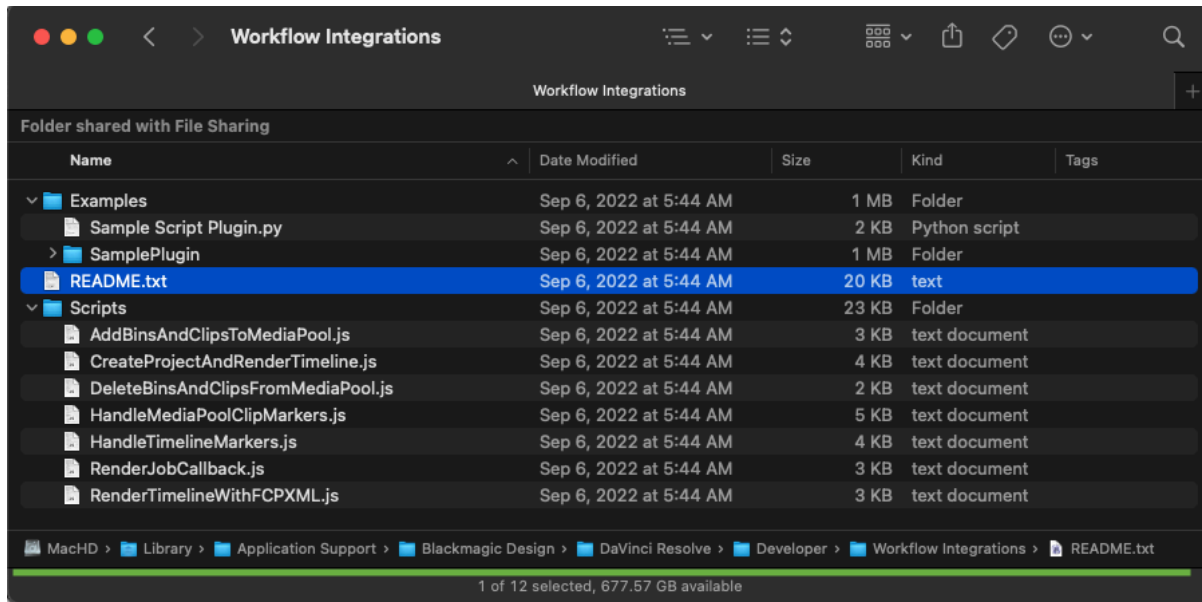 Workflow Integrations
Workflow Integrations
Folder shared with File Sharing
Name Date Modified Size Kind Tags
Examples Sep 6, 2022 at 5:44 AM 1 MB Folder
Sample Script Plugin.py Sep 6, 2022 at 5:44 AM 2 KB Python script
SamplePlugin Sep 6, 2022 at 5:44 AM 1 MB Folder
README.txt Sep 6, 2022 at 5:44 AM 20 KB text
Scripts Sep 6, 2022 at 5:44 AM 23 KB Folder
AddBinsAndClipsToMediaPool.js Sep 6, 2022 at 5:44 AM 3 KB text document
CreateProjectAndRenderTimeline.js Sep 6, 2022 at 5:44 AM 4 KB text document
DeleteBinsAndClipsFromMediaPool.js Sep 6, 2022 at 5:44 AM 2 KB text document
HandleMediaPoolClipMarkers.js Sep 6, 2022 at 5:44 AM 5 KB text document
HandleTimelineMarkers.js Sep 6, 2022 at 5:44 AM 4 KB text document
RenderJobCallback.js Sep 6, 2022 at 5:44 AM 3 KB text document
RenderTimelineWithFCPXML.js Sep 6, 2022 at 5:44 AM 3 KB text document
MacHD › Library › Application Support › Blackmagic Design › DaVinci Resolve › Developer › Workflow Integrations › README.txt
1 of 12 selected, 677.57 GB available